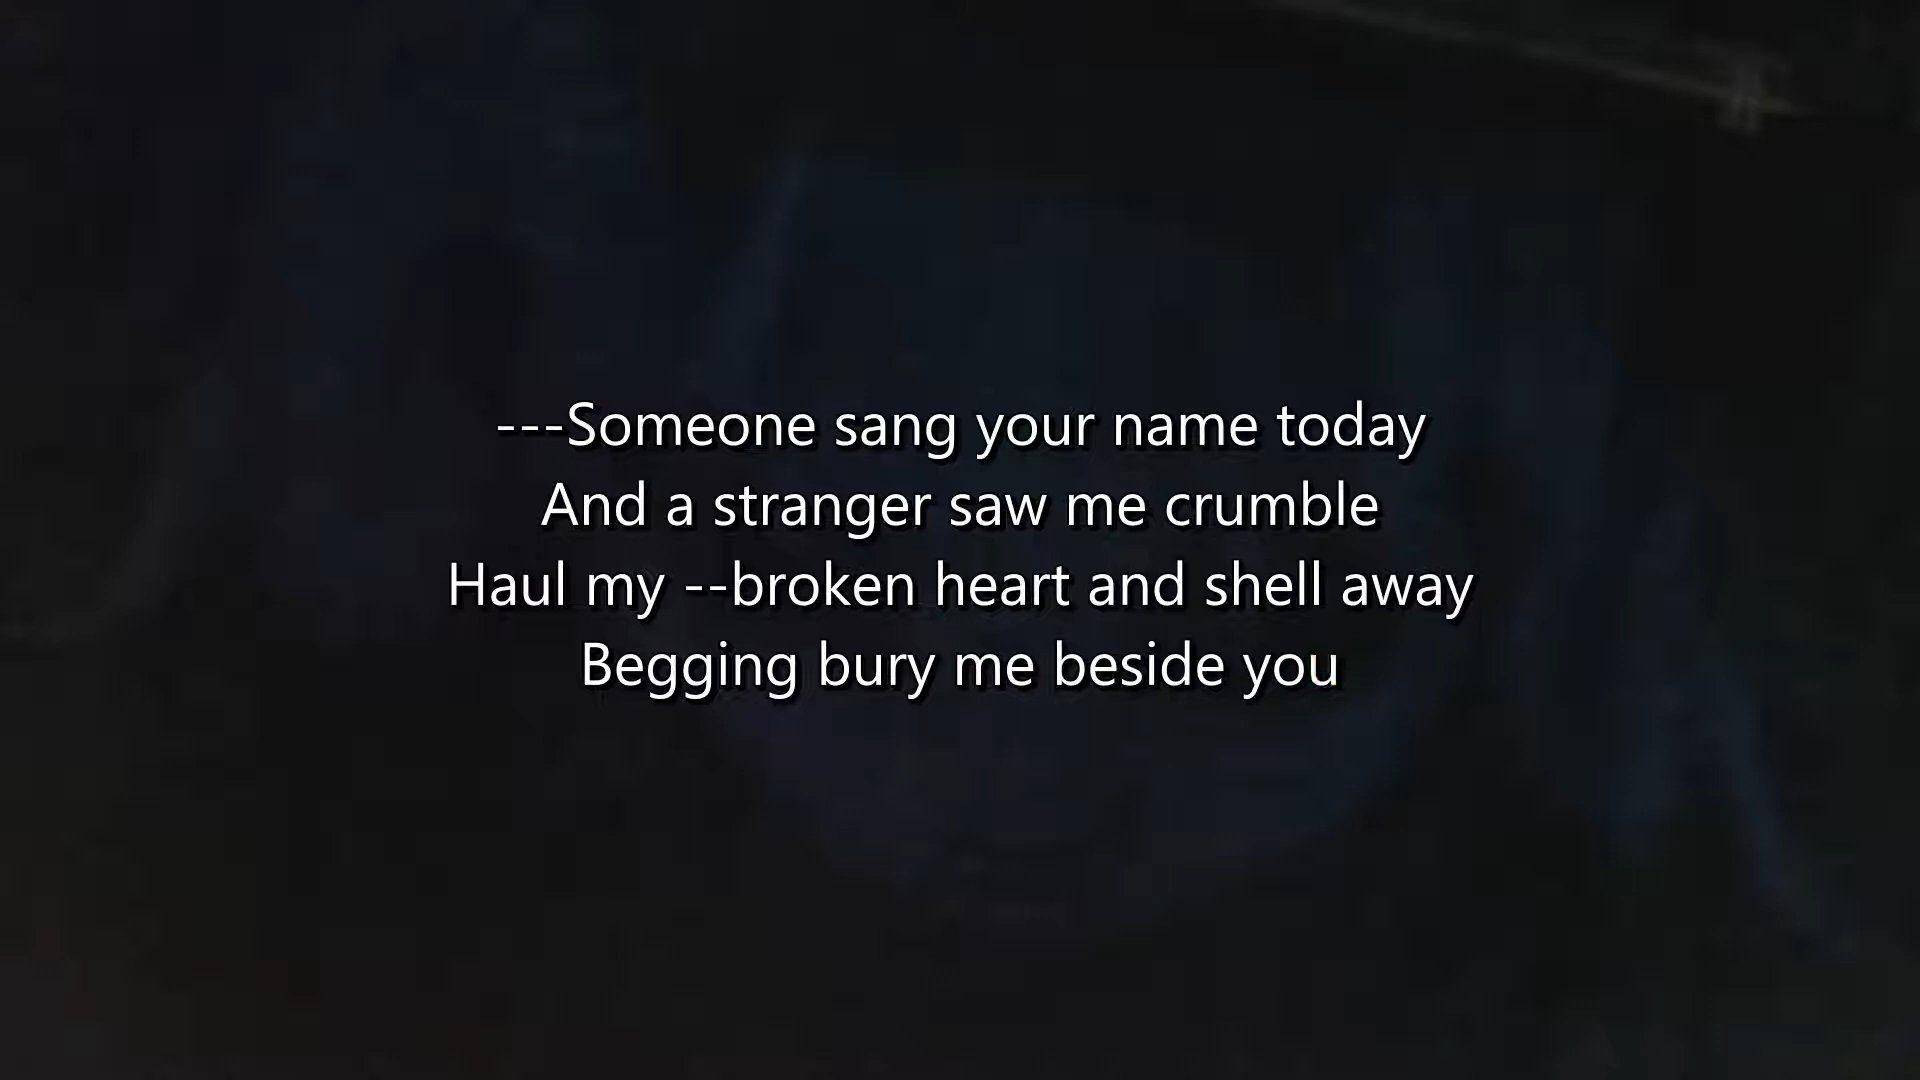 ---Someone sang your name today
And a stranger saw me crumble
Haul my --broken heart and shell away
Begging bury me beside you